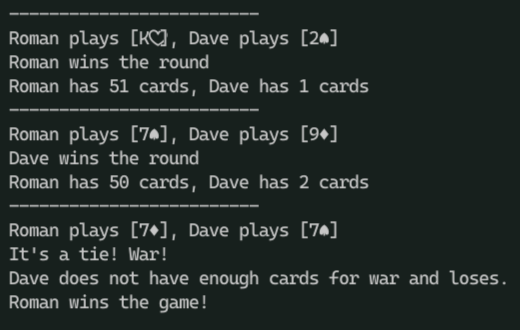 -------------------------
Roman plays [K♡], Dave plays [2♠]
Roman wins the round
Roman has 51 cards, Dave has 1 cards
-------------------------
Roman plays [7♠], Dave plays [9♦]
Dave wins the round
Roman has 50 cards, Dave has 2 cards
-------------------------
Roman plays [7♦], Dave plays [7♠]
It's a tie! War!
Dave does not have enough cards for war and loses.
Roman wins the game!